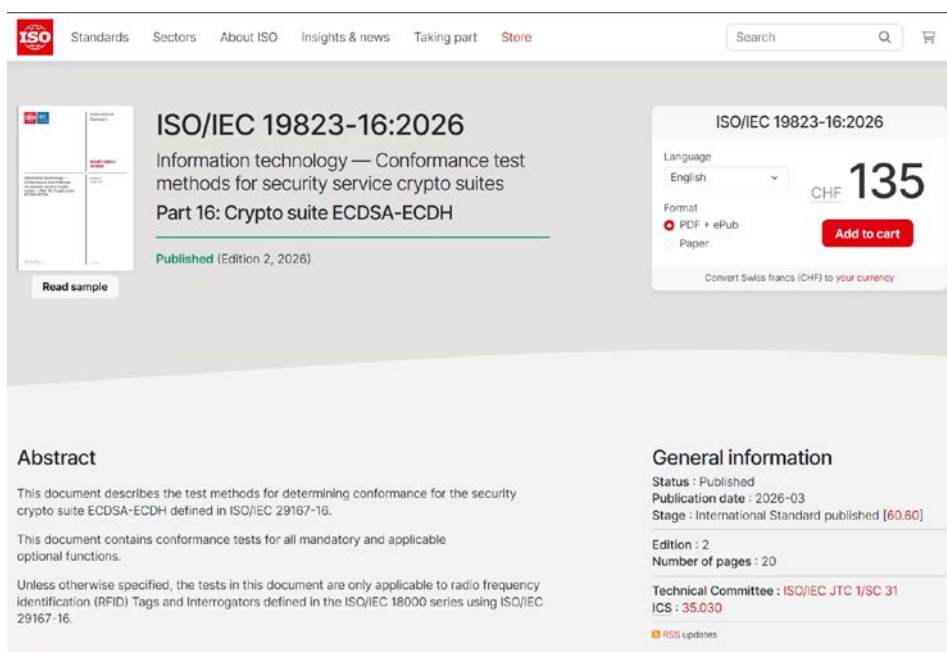 ISO
Standards Sectors About ISO Insights & news Taking part Store
Search
ISO/IEC 19823-16:2026
Information technology — Conformance test
methods for security service crypto suites
Part 16: Crypto suite ECDSA-ECDH
Published (Edition 2, 2026)
Read sample
ISO/IEC 19823-16:2026
Language
English
CHF 135
Format
PDF + ePub
Paper
Add to cart
Convert Swiss francs (CHF) to your currency
Abstract
This document describes the test methods for determining conformance for the security
crypto suite ECDSA-ECDH defined in ISO/IEC 29167-16.
This document contains conformance tests for all mandatory and applicable
optional functions.
Unless otherwise specified, the tests in this document are only applicable to radio frequency
identification (RFID) Tags and Interrogators defined in the ISO/IEC 18000 series using ISO/IEC
29167-16.
General information
Status : Published
Publication date : 2026-03
Stage : International Standard published [60.60]
Edition : 2
Number of pages : 20
Technical Committee : ISO/IEC JTC 1/SC 31
ICS : 35.030
RSS updates